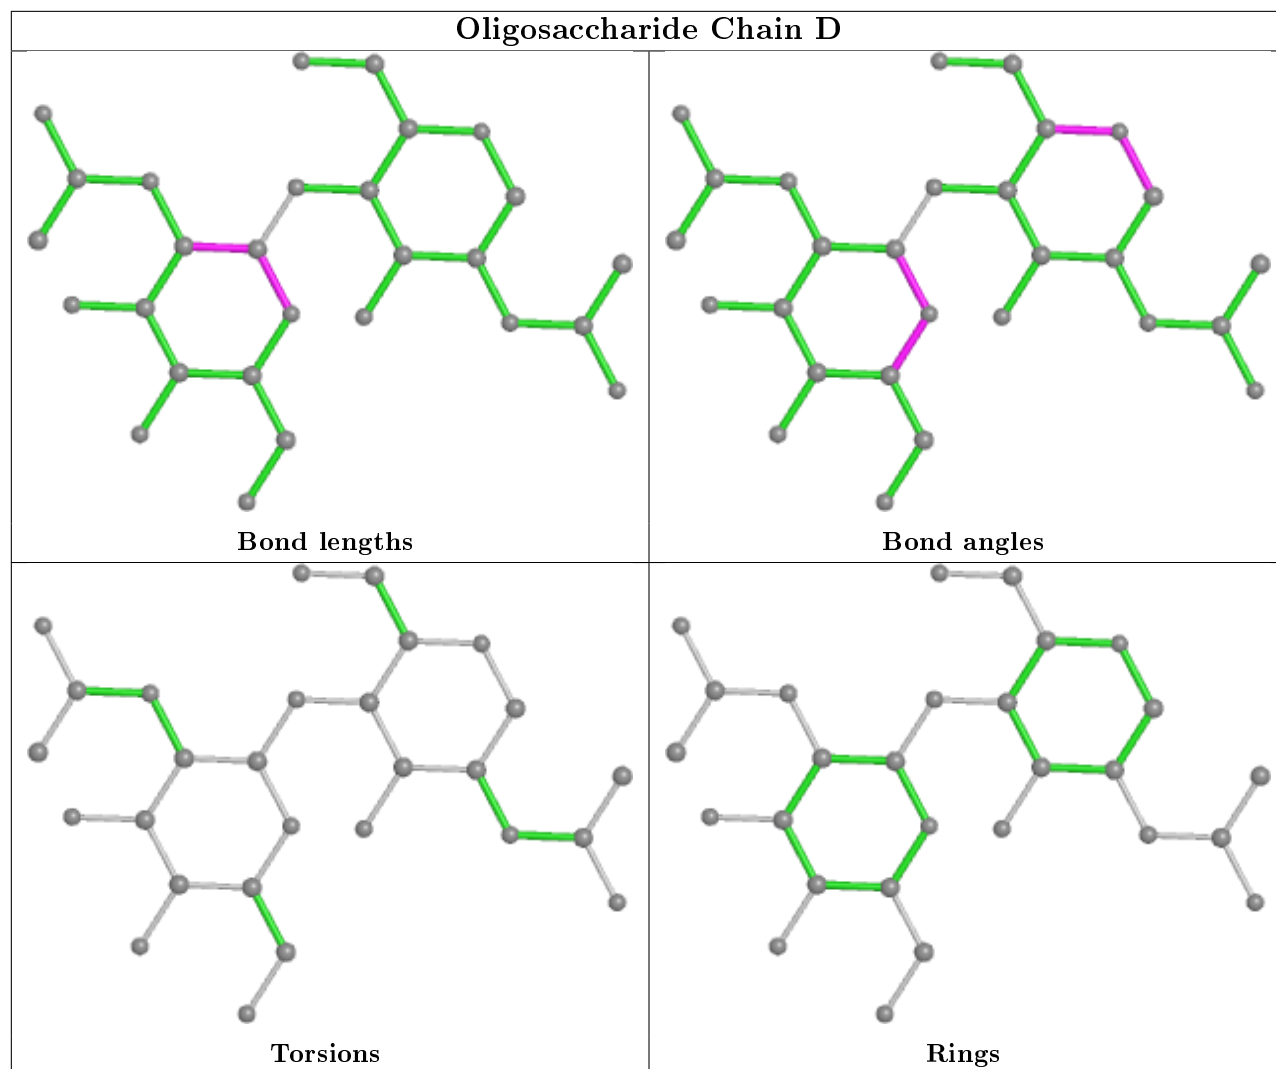 Oligosaccharide Chain D
Bond lengths
Bond angles
Torsions
Rings